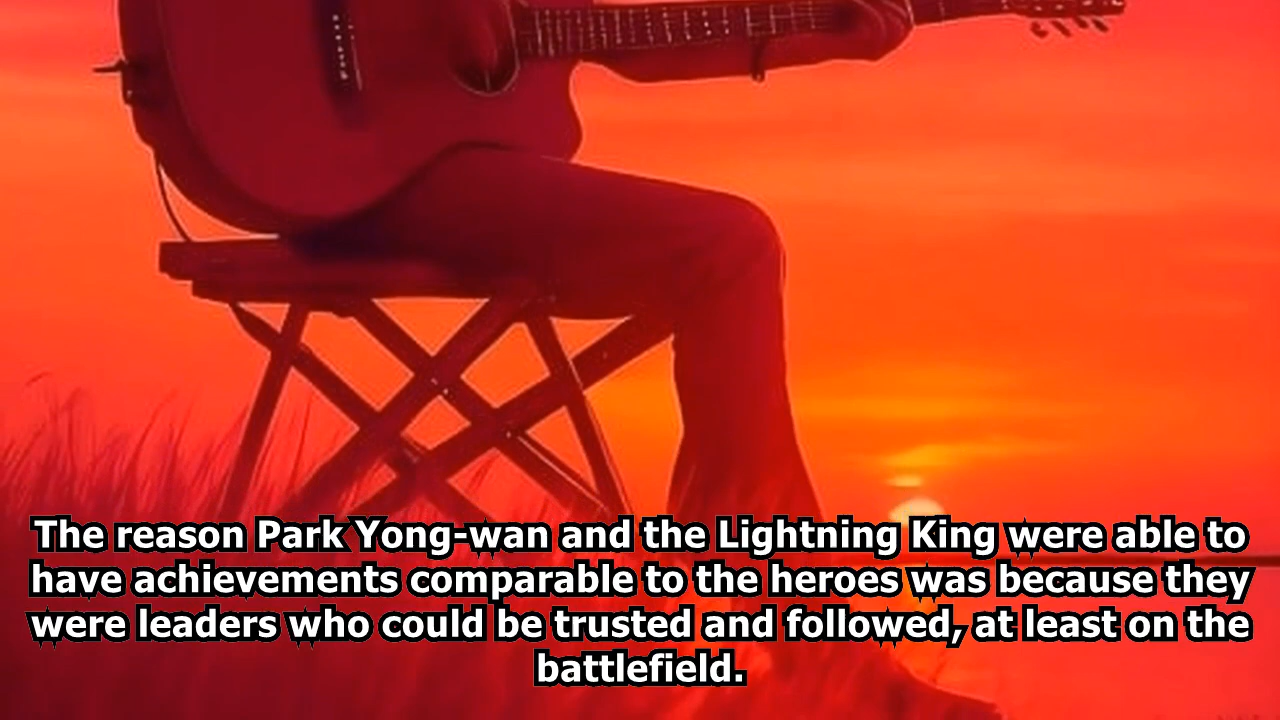 The reason Park Yong-wan and the Lightning King were able to
have achievements comparable to the heroes was because they
were leaders who could be trusted and followed, at least on the
battlefield.